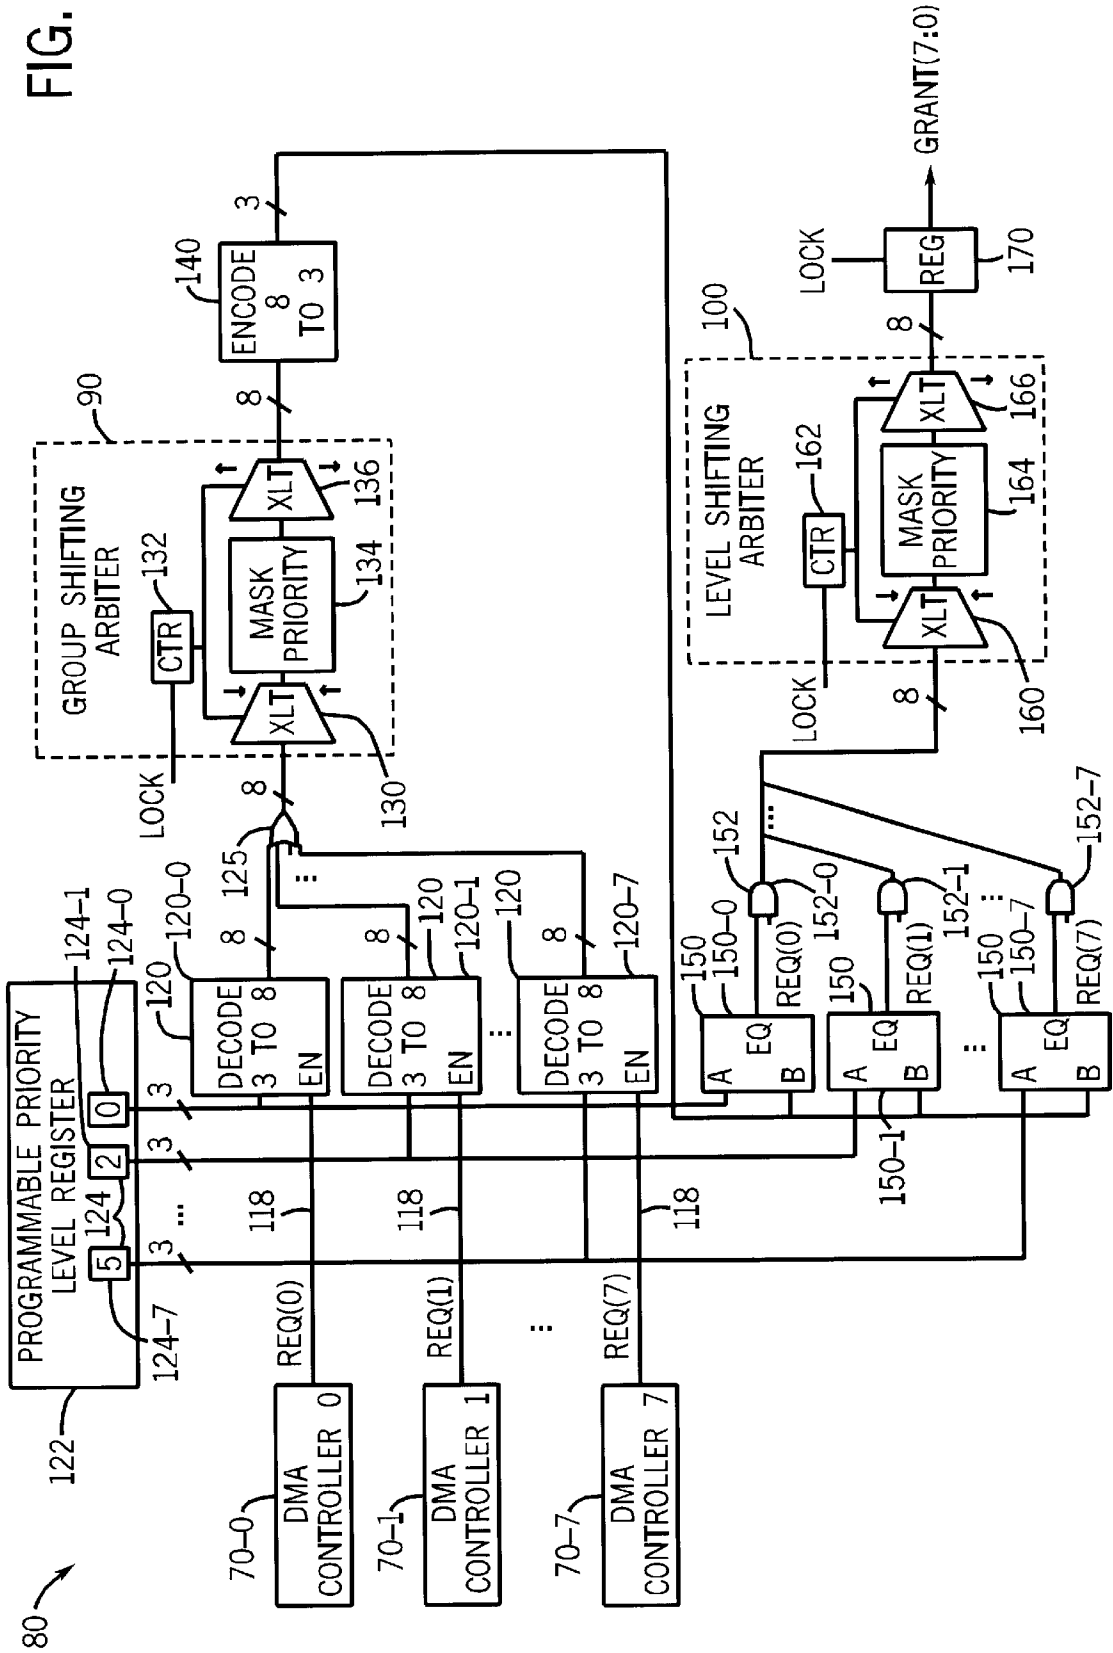 FIG.
80
122
PROGRAMMABLE PRIORITY
LEVEL REGISTER
124
5
2
0
124-7
124-1
124-0
3
3
3
...
70-0
DMA
CONTROLLER 0
REQ(0)
118
70-1
DMA
CONTROLLER 1
REQ(1)
118
...
70-7
DMA
CONTROLLER 7
REQ(7)
118
120
120-0
DECODE
3 TO 8
EN
8
120
120-1
DECODE
3 TO 8
EN
8
...
120
120-7
DECODE
3 TO 8
EN
8
125
...
8
LOCK
90
GROUP SHIFTING
ARBITER
CTR
132
XLT
130
MASK
PRIORITY
134
XLT
136
8
140
ENCODE
8
TO 3
3
150
150-0
A
EQ
B
REQ(0)
152
152-0
150
150-1
A
EQ
B
REQ(1)
152-1
...
...
150
150-7
A
EQ
B
REQ(7)
152-7
...
8
LOCK
100
LEVEL SHIFTING
ARBITER
CTR
162
XLT
160
MASK
PRIORITY
164
XLT
166
8
LOCK
REG
170
GRANT(7:0)